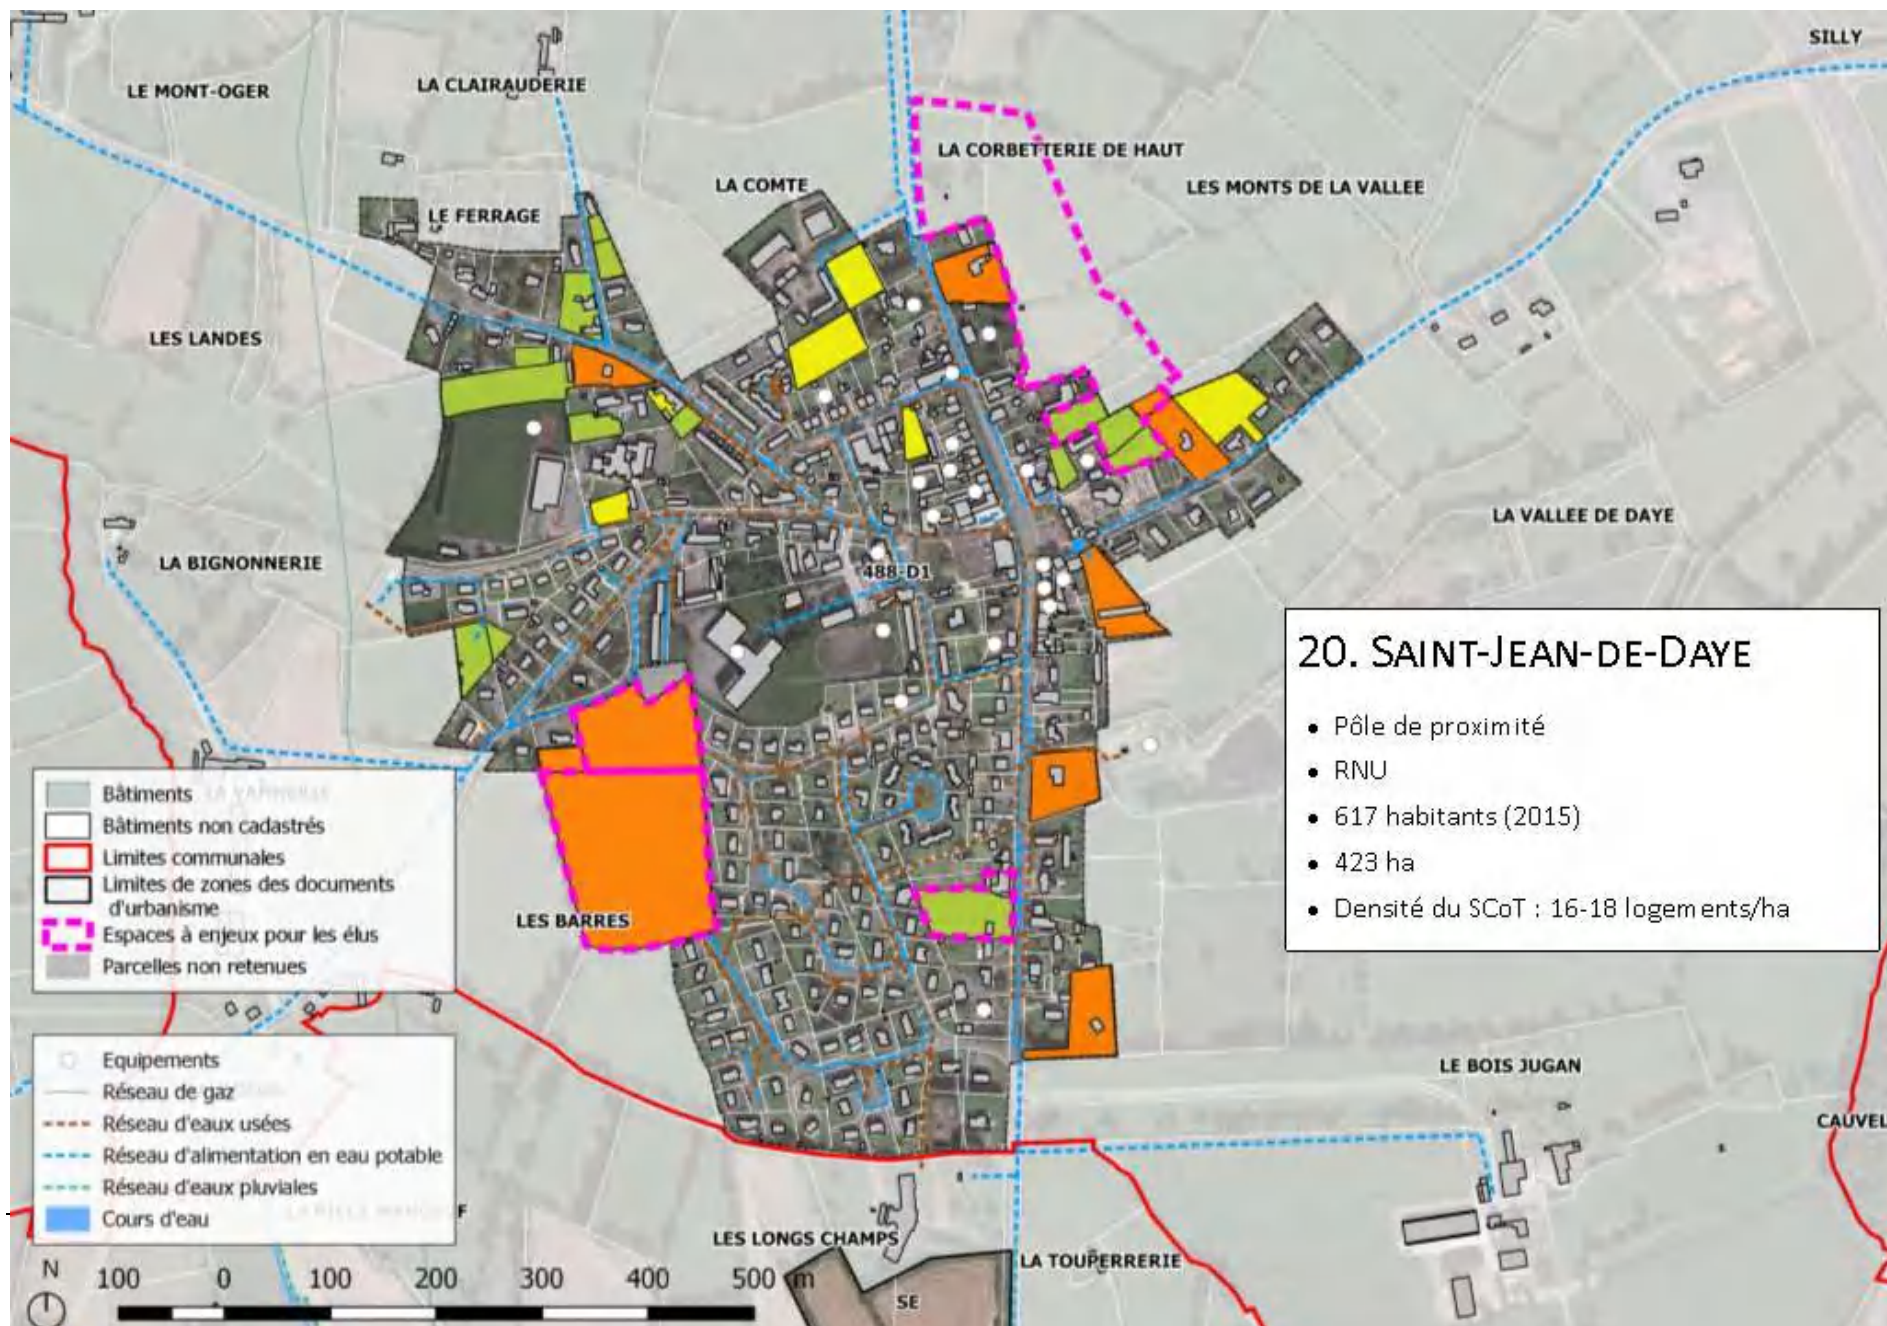 SILLY
LE MONT-OGER
LA CLAIRAUDERIE
LA CORBETTERIE DE HAUT
LA COMTE
LES MONTS DE LA VALLEE
LE FERRAGE
LES LANDES
LA VALLEE DE DAYE
LA BIGNONNERIE
488-D1
20. SAINT-JEAN-DE-DAYE
• Pôle de proximité
• RNU
• 617 habitants (2015)
• 423 ha
• Densité du SCoT : 16-18 logements/ha
Bâtiments
Bâtiments non cadastrés
Limites communales
Limites de zones des documents
d'urbanisme
Espaces à enjeux pour les élus
Parcelles non retenues
LES BARRES
Equipements
Réseau de gaz
Réseau d'eaux usées
Réseau d'alimentation en eau potable
Réseau d'eaux pluviales
Cours d'eau
LE BOIS JUGAN
CAUVEL
LES LONGS CHAMPS
LA TOUPERRERIE
SE
N
100 0 100 200 300 400 500 m